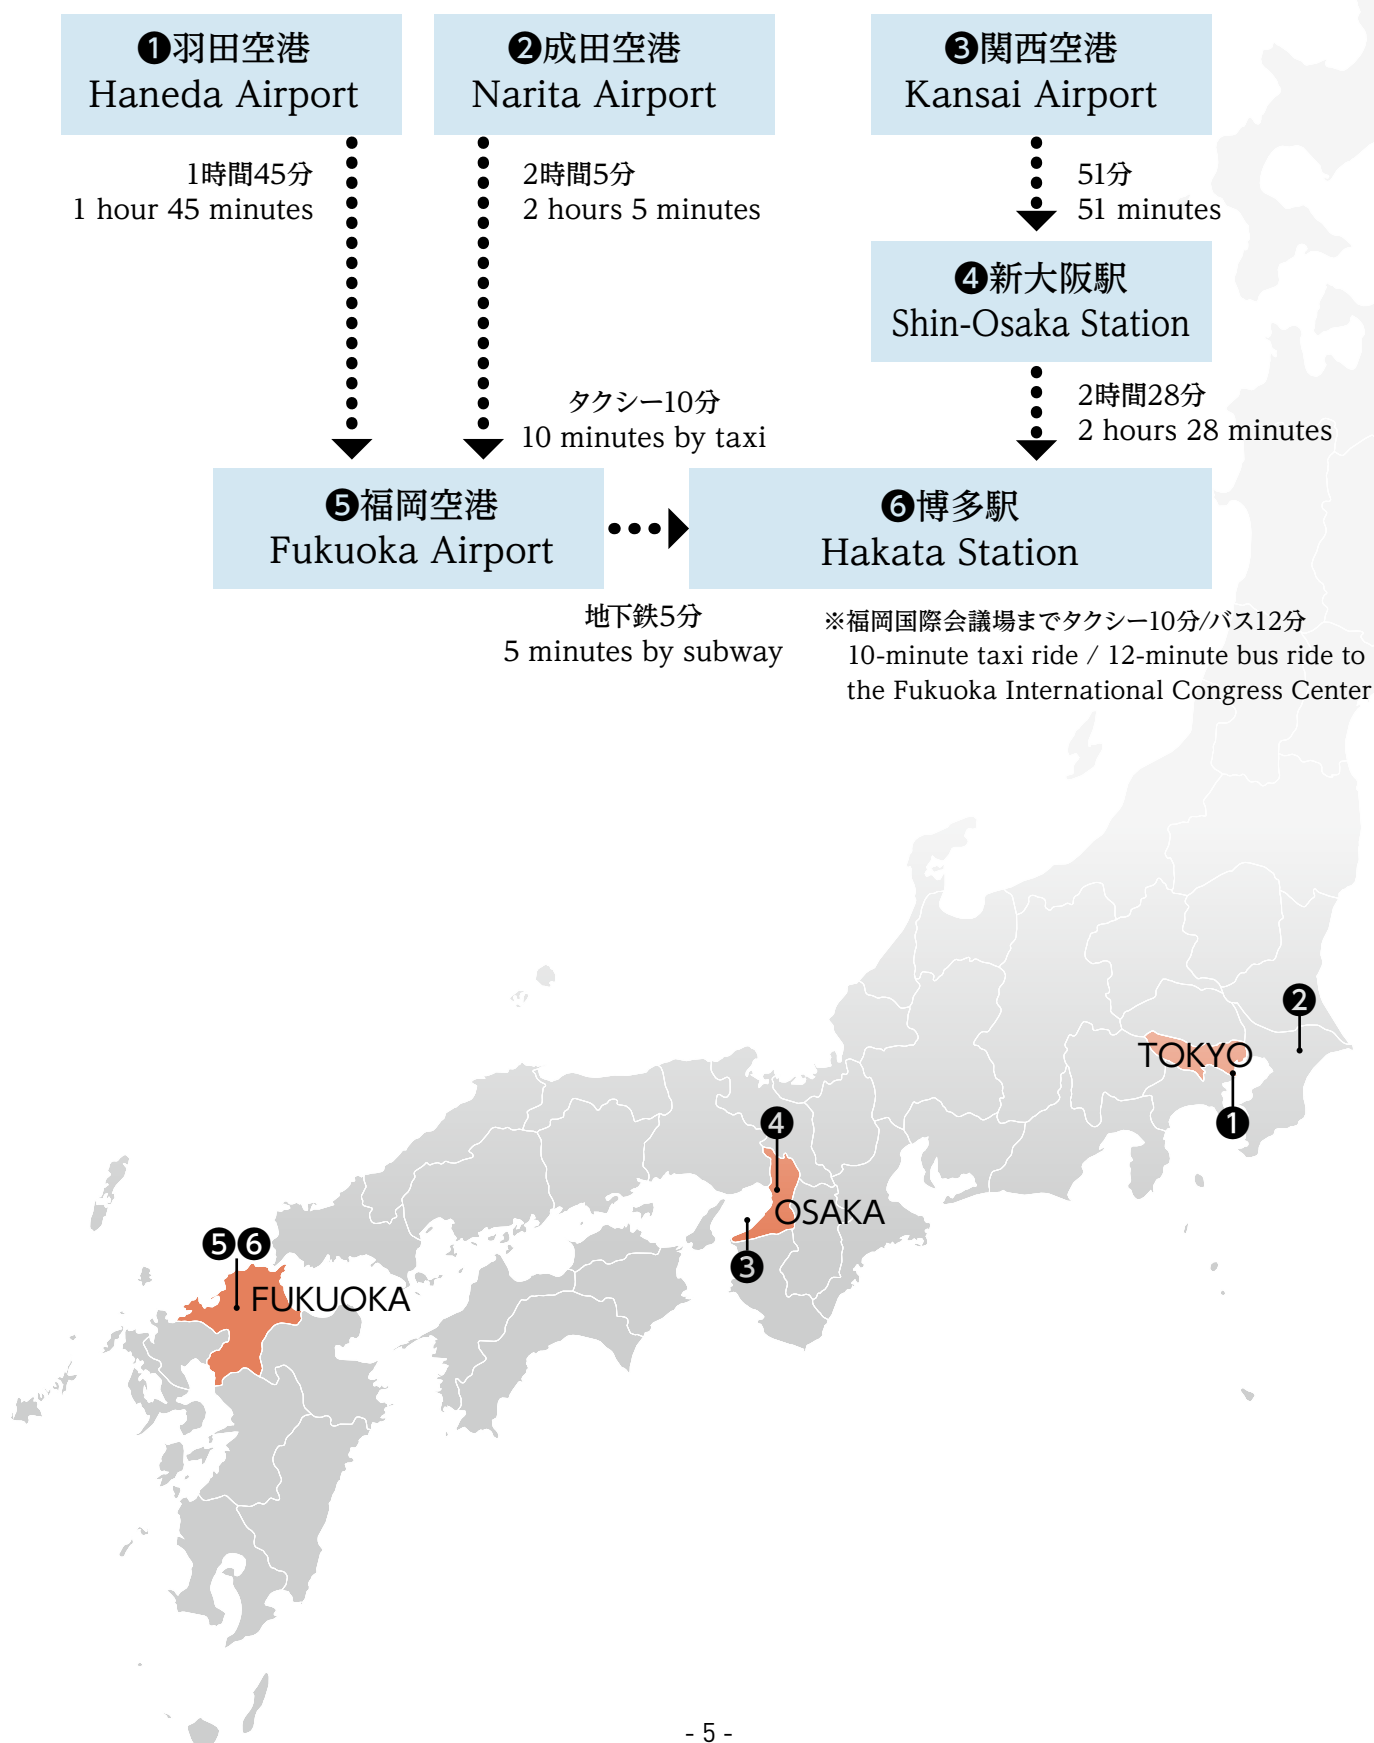 ❶羽田空港
Haneda Airport
❷成田空港
Narita Airport
❸関西空港
Kansai Airport
1時間45分
1 hour 45 minutes
2時間5分
2 hours 5 minutes
51分
51 minutes
❹新大阪駅
Shin-Osaka Station
2時間28分
2 hours 28 minutes
タクシー10分
10 minutes by taxi
❺福岡空港
Fukuoka Airport
❻博多駅
Hakata Station
地下鉄5分
5 minutes by subway
※福岡国際会議場までタクシー10分/バス12分
10-minute taxi ride / 12-minute bus ride to
the Fukuoka International Congress Center
❷
TOKYO
❶
❹
OSAKA
❸
❺❻
FUKUOKA
- 5 -